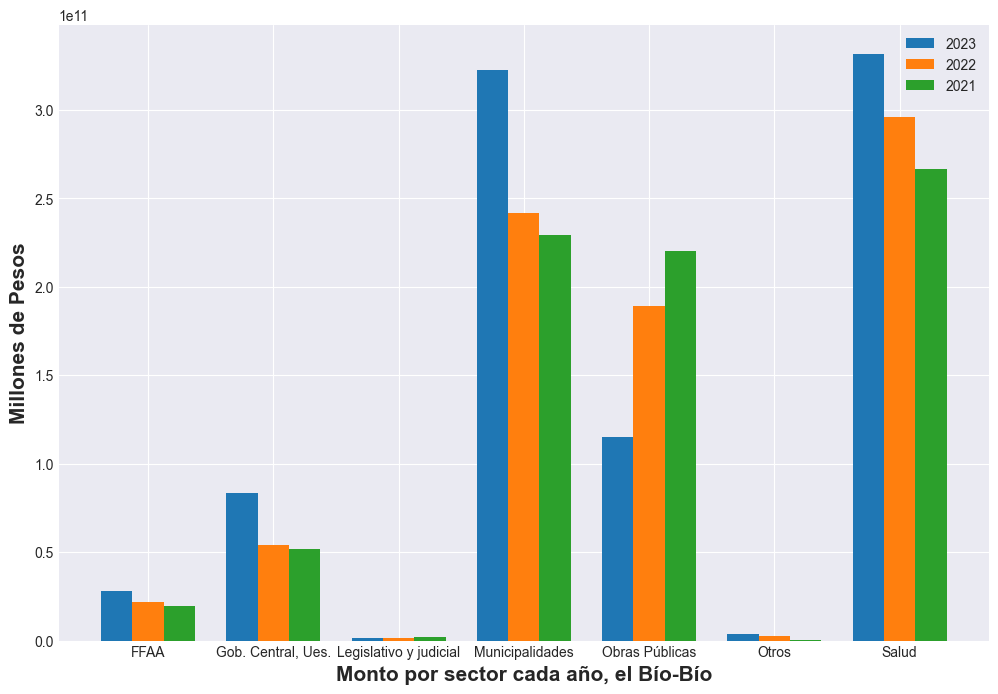 1e11
2023
2022
2021
3.0
2.5
2.0
1.5
1.0
0.5
0.0
Millones de Pesos
FFAA
Gob. Central, Ues.
Legislativo y judicial
Municipalidades
Obras Públicas
Otros
Salud
Monto por sector cada año, el Bío-Bío